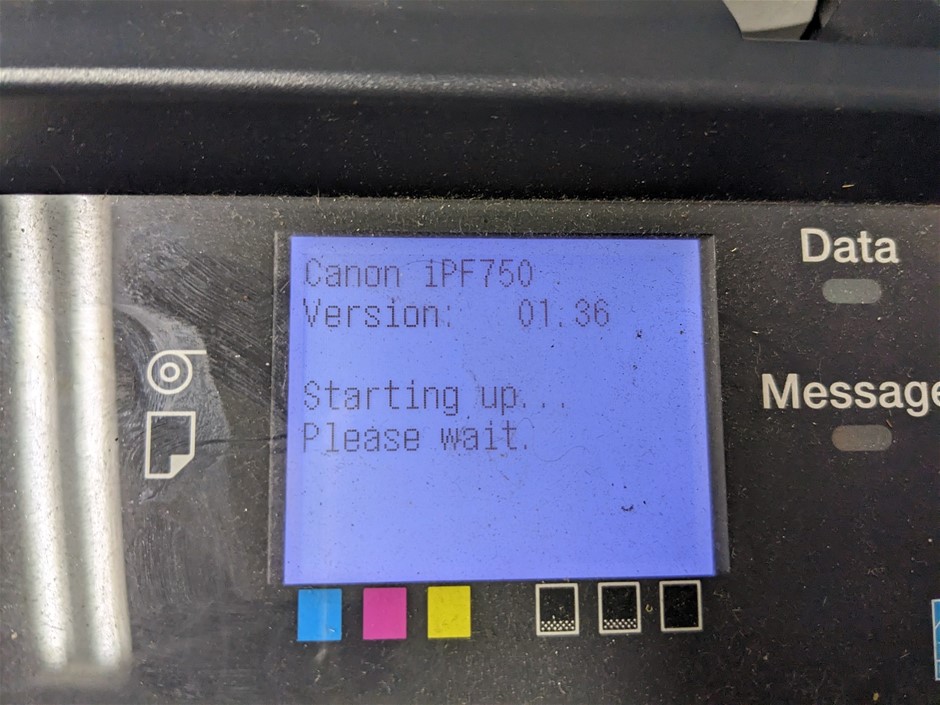 Canon iPF750
Version: 01.36
Starting up...
Please wait.
Data
Message